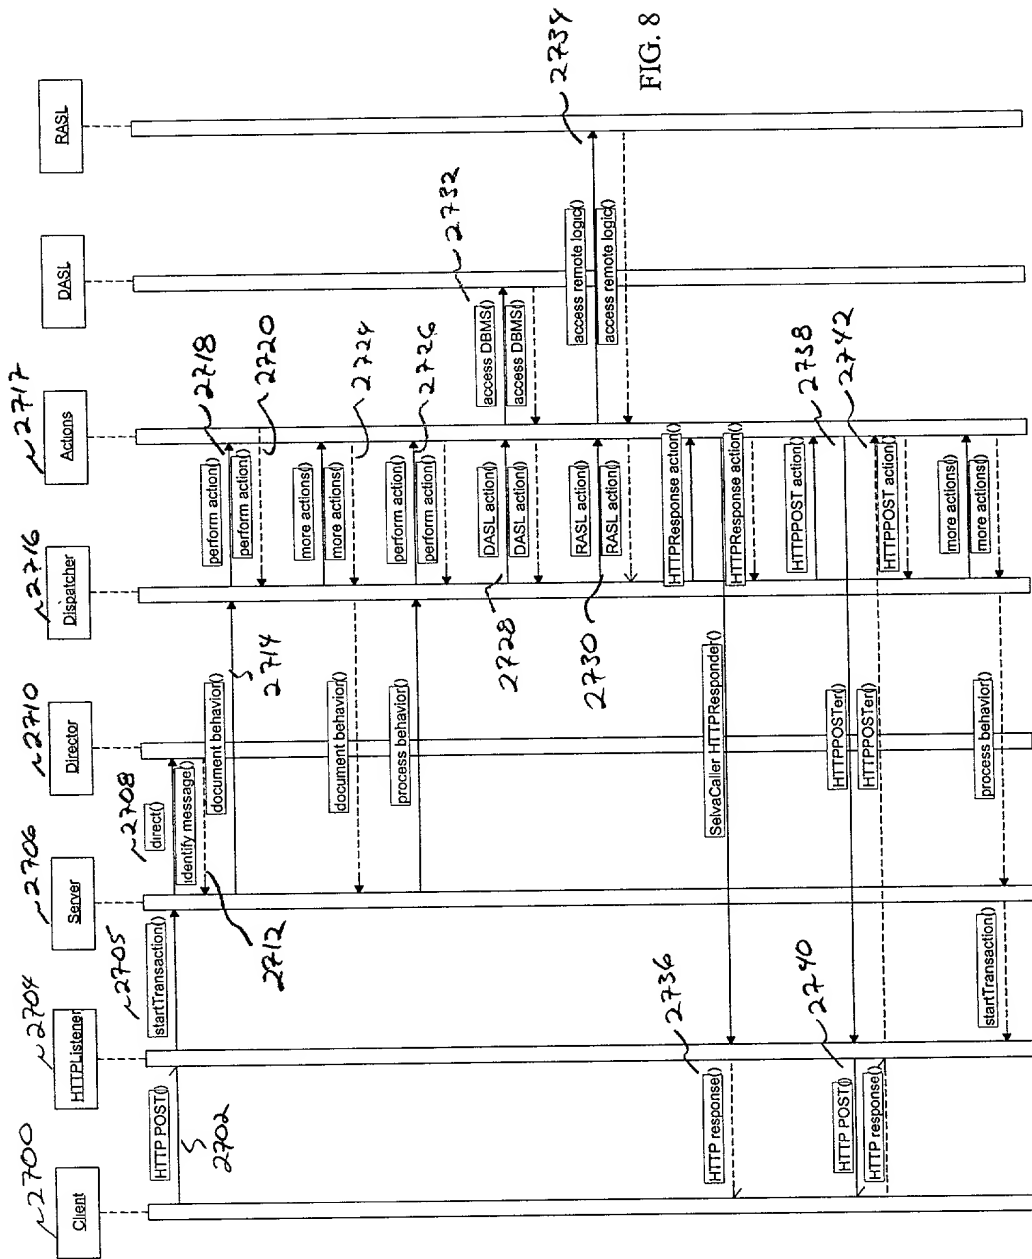 ~2700
Client
~2704
HTTPListener
~2706
Server
~2710
Director
~2716
Dispatcher
~2717
Actions
DASL
RASL
HTTP POST()
2702
~2705
startTransaction()
~2708
direct()
identify message()
2712
document behavior()
2714
perform action()
2718
perform action()
2720
more actions()
more actions()
2724
document behavior()
process behavior()
perform action()
perform action()
2726
DASL action()
DASL action()
2728
access DBMS()
access DBMS()
2732
RASL action()
RASL action()
2730
access remote logic()
access remote logic()
2734
HTTPResponse action()
HTTPResponse action()
SelvaCaller HTTPResponder()
HTTP response()
2736
HTTPPOST action()
2738
HTTPPOSTer()
HTTPPOSTer()
HTTP POST()
2740
HTTP response()
HTTPPOST action()
2742
more actions()
more actions()
process behavior()
startTransaction()
FIG. 8